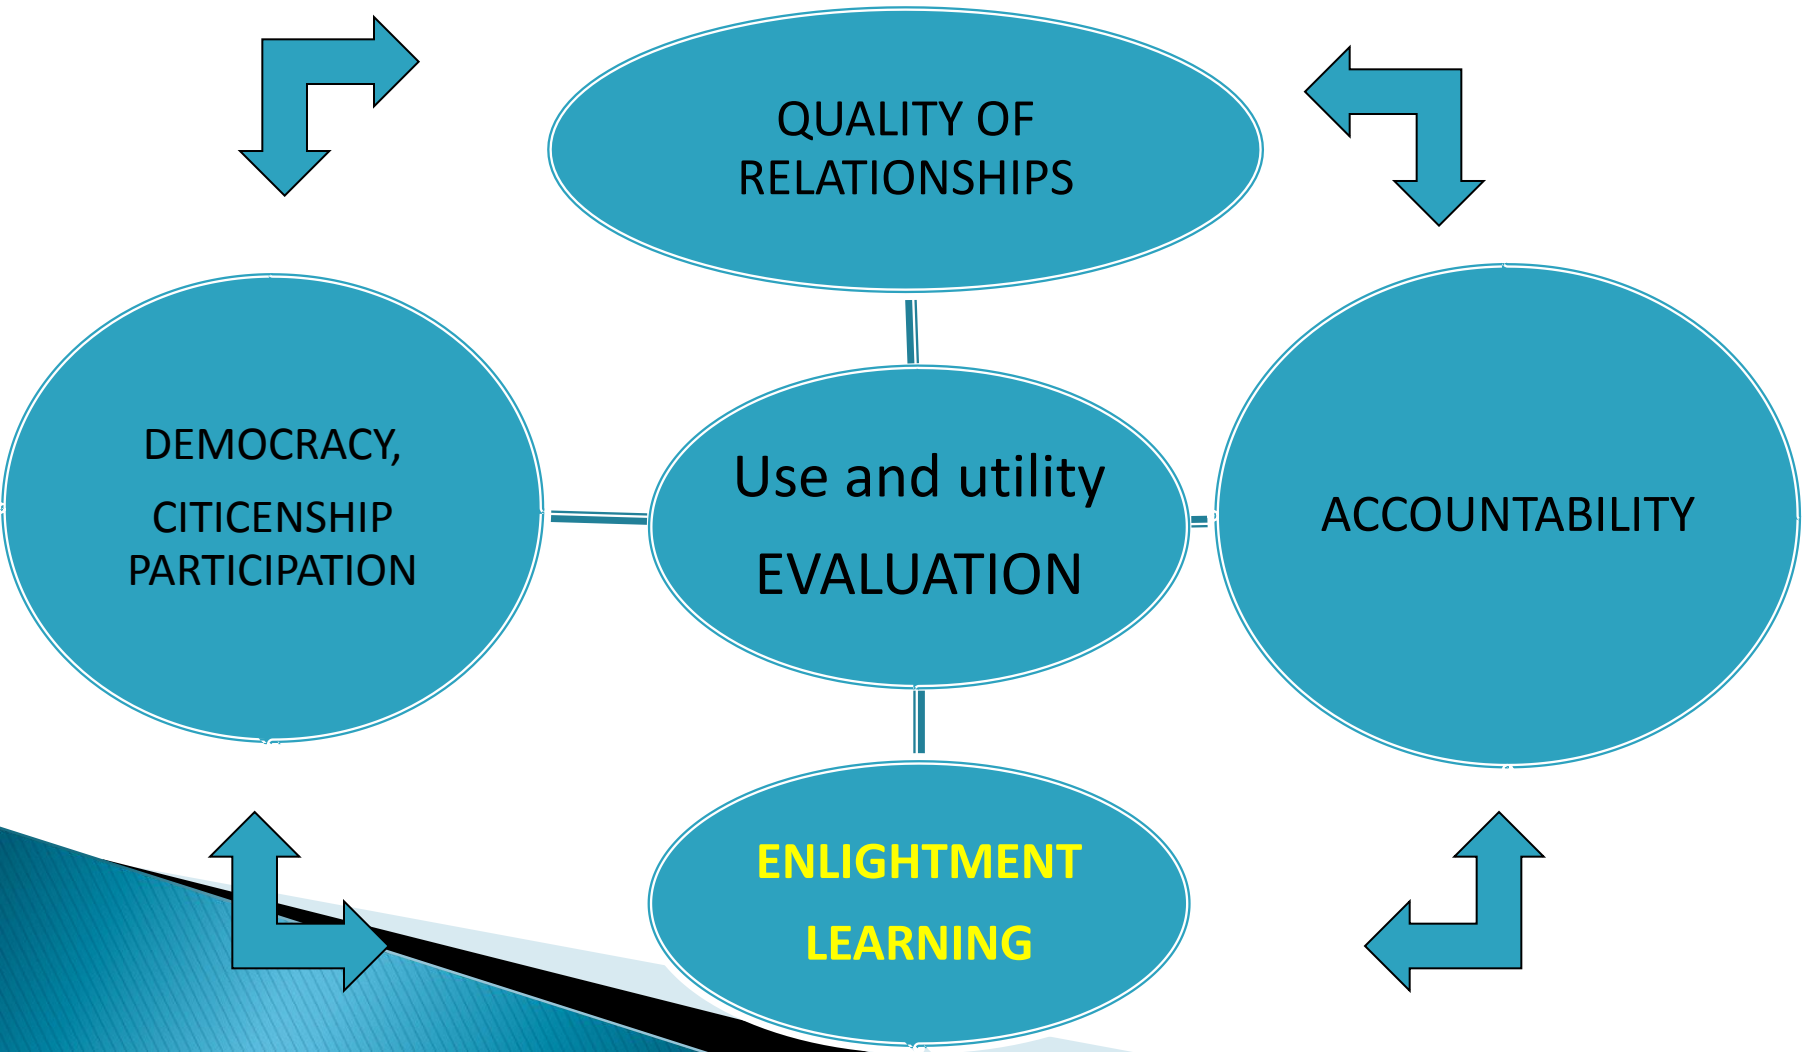 QUALITY OF
RELATIONSHIPS
DEMOCRACY,
CITICENSHIP
PARTICIPATION
Use and utility
EVALUATION
ACCOUNTABILITY
ENLIGHTMENT
LEARNING